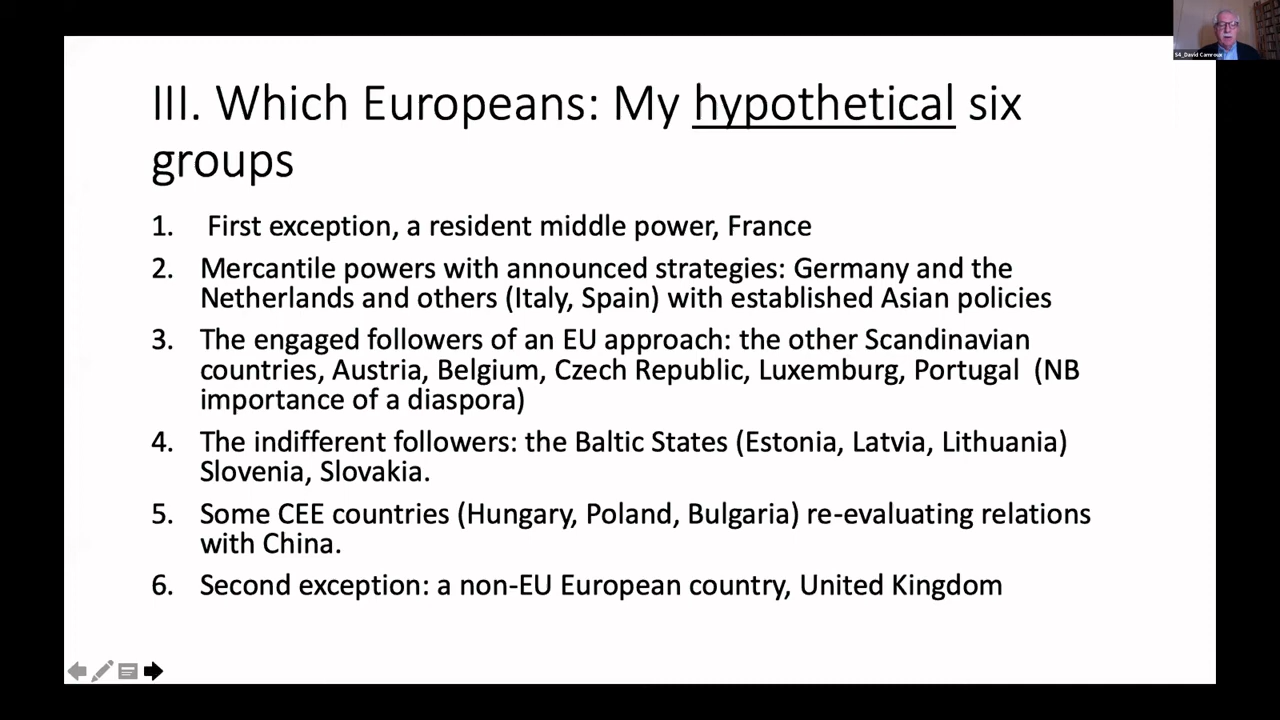 III. Which Europeans: My hypothetical six
groups
1. First exception, a resident middle power, France
2. Mercantile powers with announced strategies: Germany and the
Netherlands and others (Italy, Spain) with established Asian policies
3. The engaged followers of an EU approach: the other Scandinavian
countries, Austria, Belgium, Czech Republic, Luxemburg, Portugal (NB
importance of a diaspora)
4. The indifferent followers: the Baltic States (Estonia, Latvia, Lithuania)
Slovenia, Slovakia.
5. Some CEE countries (Hungary, Poland, Bulgaria) re-evaluating relations
with China.
6. Second exception: a non-EU European country, United Kingdom
S4_David Camroux